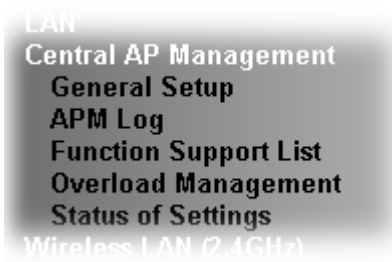 LAN
Central AP Management
General Setup
APM Log
Function Support List
Overload Management
Status of Settings
Wireless LAN (2.4GHz)